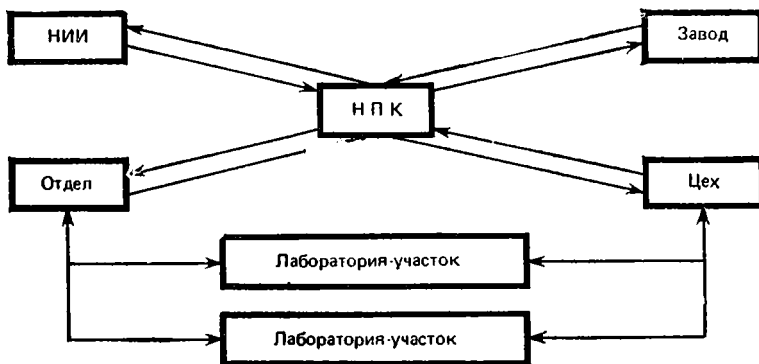 НИИ
Завод
НПК
Отдел
Цех
Лаборатория-участок
Лаборатория-участок